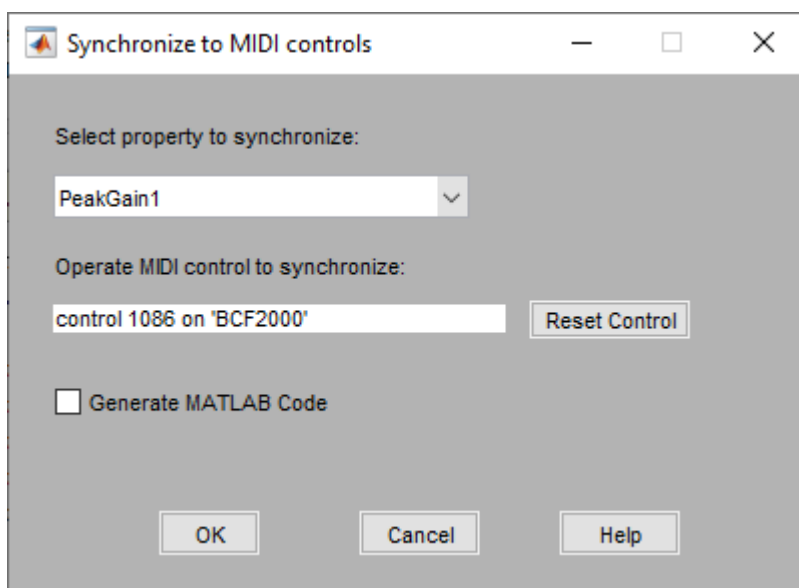 Synchronize to MIDI controls
Select property to synchronize:
PeakGain1
Operate MIDI control to synchronize:
control 1086 on 'BCF2000'
Reset Control
Generate MATLAB Code
OK
Cancel
Help